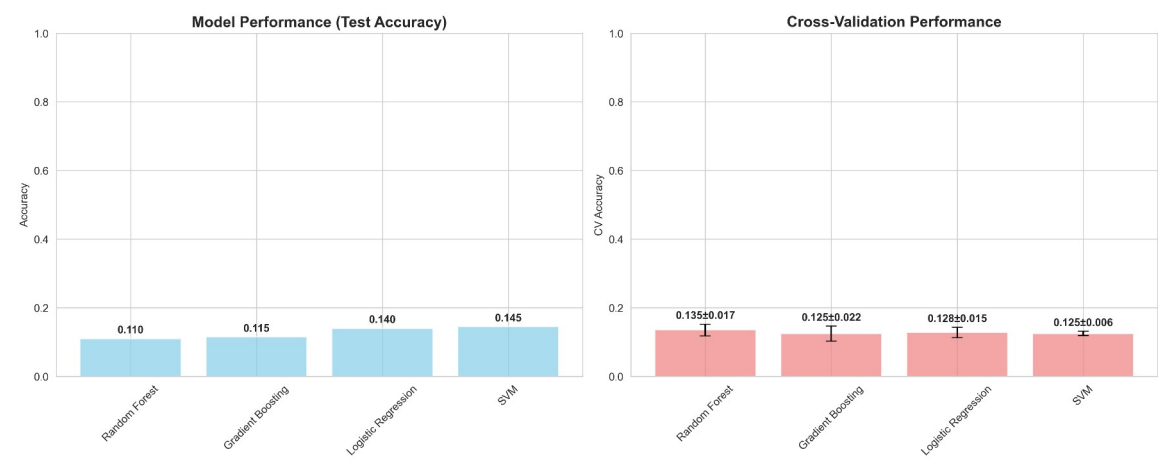 Model Performance (Test Accuracy)
1.0
0.8
0.6
0.4
0.2
0.0
Accuracy
0.110
0.115
0.140
0.145
Random Forest
Gradient Boosting
Logistic Regression
SVM
Cross-Validation Performance
1.0
0.8
0.6
0.4
0.2
0.0
CV Accuracy
0.135±0.017
0.125±0.022
0.128±0.015
0.125±0.006
Random Forest
Gradient Boosting
Logistic Regression
SVM